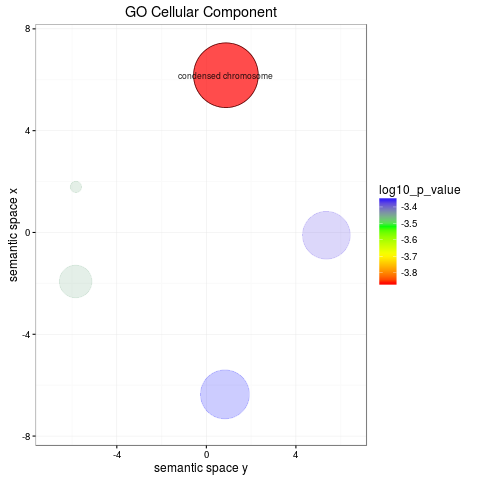 GO Cellular Component
8
4
0
-4
-8
semantic space x
condensed chromosome
-4
0
4
semantic space y
log10_p_value
-3.4
-3.5
-3.6
-3.7
-3.8